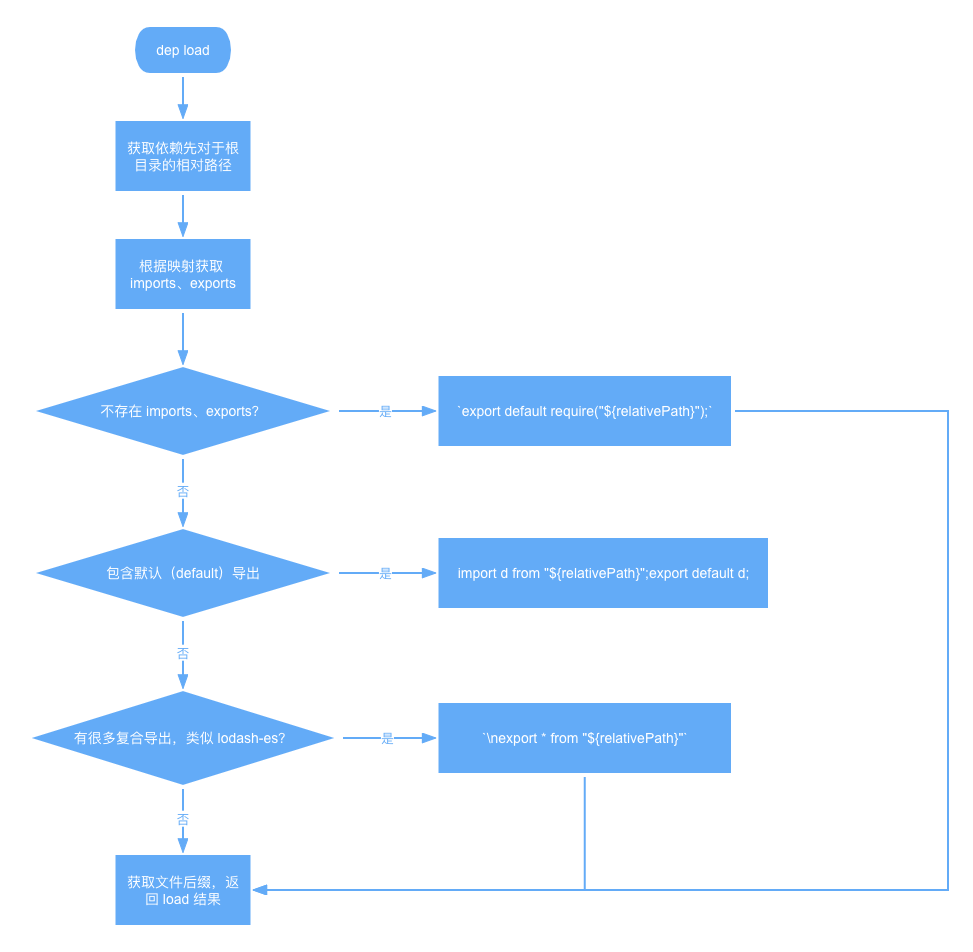 dep load
获取依赖先对于根
目录的相对路径
根据映射获取
imports、exports
不存在 imports、exports?
是
`export default require("${relativePath}");`
否
包含默认（default）导出
是
import d from "${relativePath}";export default d;
否
有很多复合导出，类似 lodash-es?
是
`\nexport * from "${relativePath}"`
否
获取文件后缀，返
回 load 结果